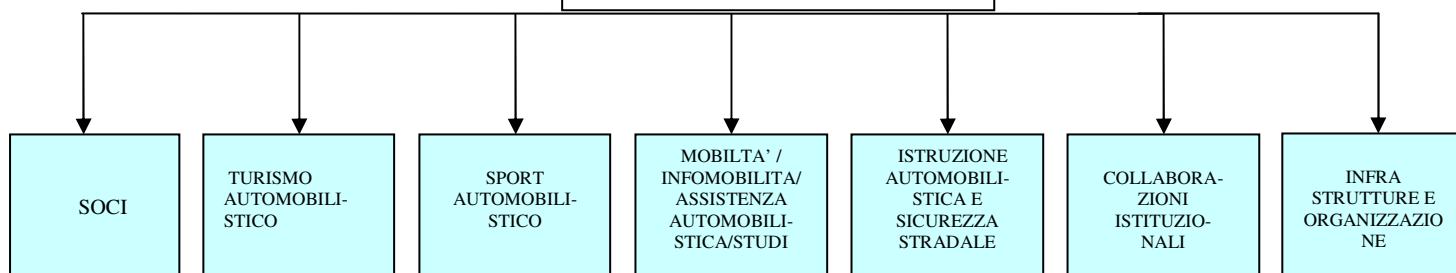 SOCI
TURISMO
AUTOMOBILI-
STICO
SPORT
AUTOMOBILI-
STICO
MOBILTA’ /
INFOMOBILITA/
ASSISTENZA
AUTOMOBILI-
STICA/STUDI
ISTRUZIONE
AUTOMOBILI-
STICA E
SICUREZZA
STRADALE
COLLABORA-
ZIONI
ISTITUZIO-
NALI
INFRA
STRUTTURE E
ORGANIZZAZIO
NE